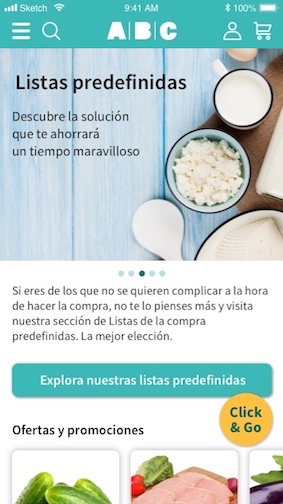 Sketch
9:41 AM
100%
A|B|C
Listas predefinidas
Descubre la solución
que te ahorrará
un tiempo maravilloso
Si eres de los que no se quieren complicar a la hora
de hacer la compra, no te lo pienses más y visita
nuestra sección de Listas de la compra
predefinidas. La mejor elección.
Explora nuestras listas predefinidas
Click
& Go
Ofertas y promociones